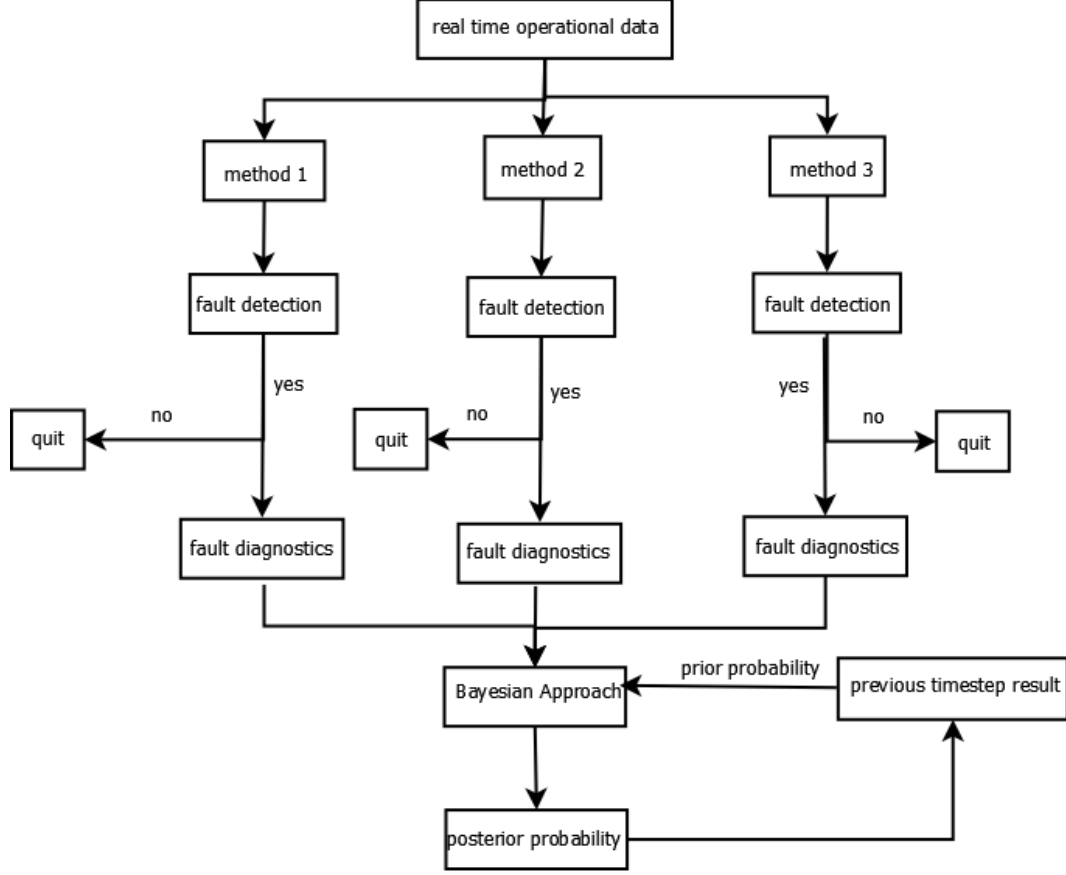 real time operational data
method 1
method 2
method 3
fault detection
fault detection
fault detection
yes
yes
yes
no
no
no
quit
quit
quit
fault diagnostics
fault diagnostics
fault diagnostics
prior probability
Bayesian Approach
previous timestep result
posterior probability